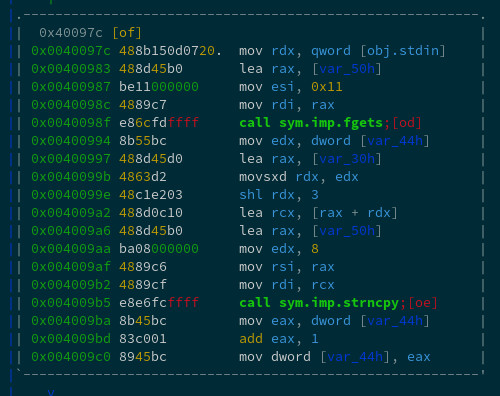 0x40097c [of]
0x0040097c 488b150d0720. mov rdx, qword [obj.stdin]
0x00400983 488d45b0 lea rax, [var_50h]
0x00400987 be11000000 mov esi, 0x11
0x0040098c 4889c7 mov rdi, rax
0x0040098f e86cfdffff call sym.imp.fgets;[od]
0x00400994 8b55bc mov edx, dword [var_44h]
0x00400997 488d45d0 lea rax, [var_30h]
0x0040099b 4863d2 movsxd rdx, edx
0x0040099e 48c1e203 shl rdx, 3
0x004009a2 488d0c10 lea rcx, [rax + rdx]
0x004009a6 488d45b0 lea rax, [var_50h]
0x004009aa ba08000000 mov edx, 8
0x004009af 4889c6 mov rsi, rax
0x004009b2 4889cf mov rdi, rcx
0x004009b5 e8e6fcffff call sym.imp.strncpy;[oe]
0x004009ba 8b45bc mov eax, dword [var_44h]
0x004009bd 83c001 add eax, 1
0x004009c0 8945bc mov dword [var_44h], eax
v